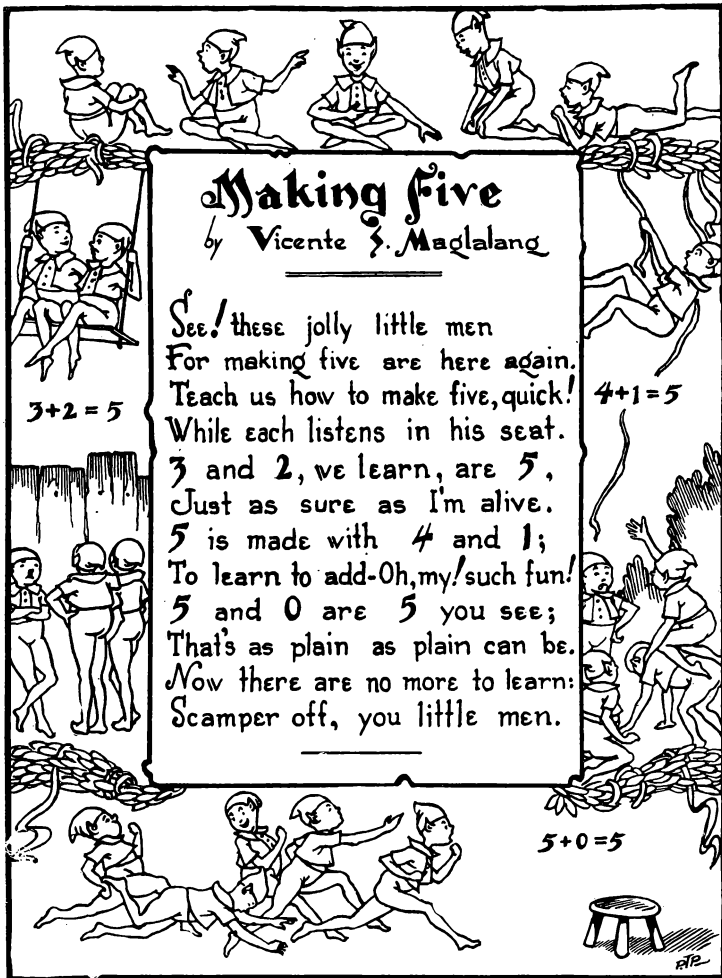 Making Five
by Vicente S. Maglalang
See! these jolly little men
For making five are here again.
Teach us how to make five, quick!
While each listens in his seat.
3 and 2, we learn, are 5,
Just as sure as I'm alive.
5 is made with 4 and 1;
To learn to add-Oh, my! such fun!
5 and 0 are 5 you see;
That's as plain as plain can be.
Now there are no more to learn:
Scamper off, you little men.
3+2=5
4+1=5
5+0=5